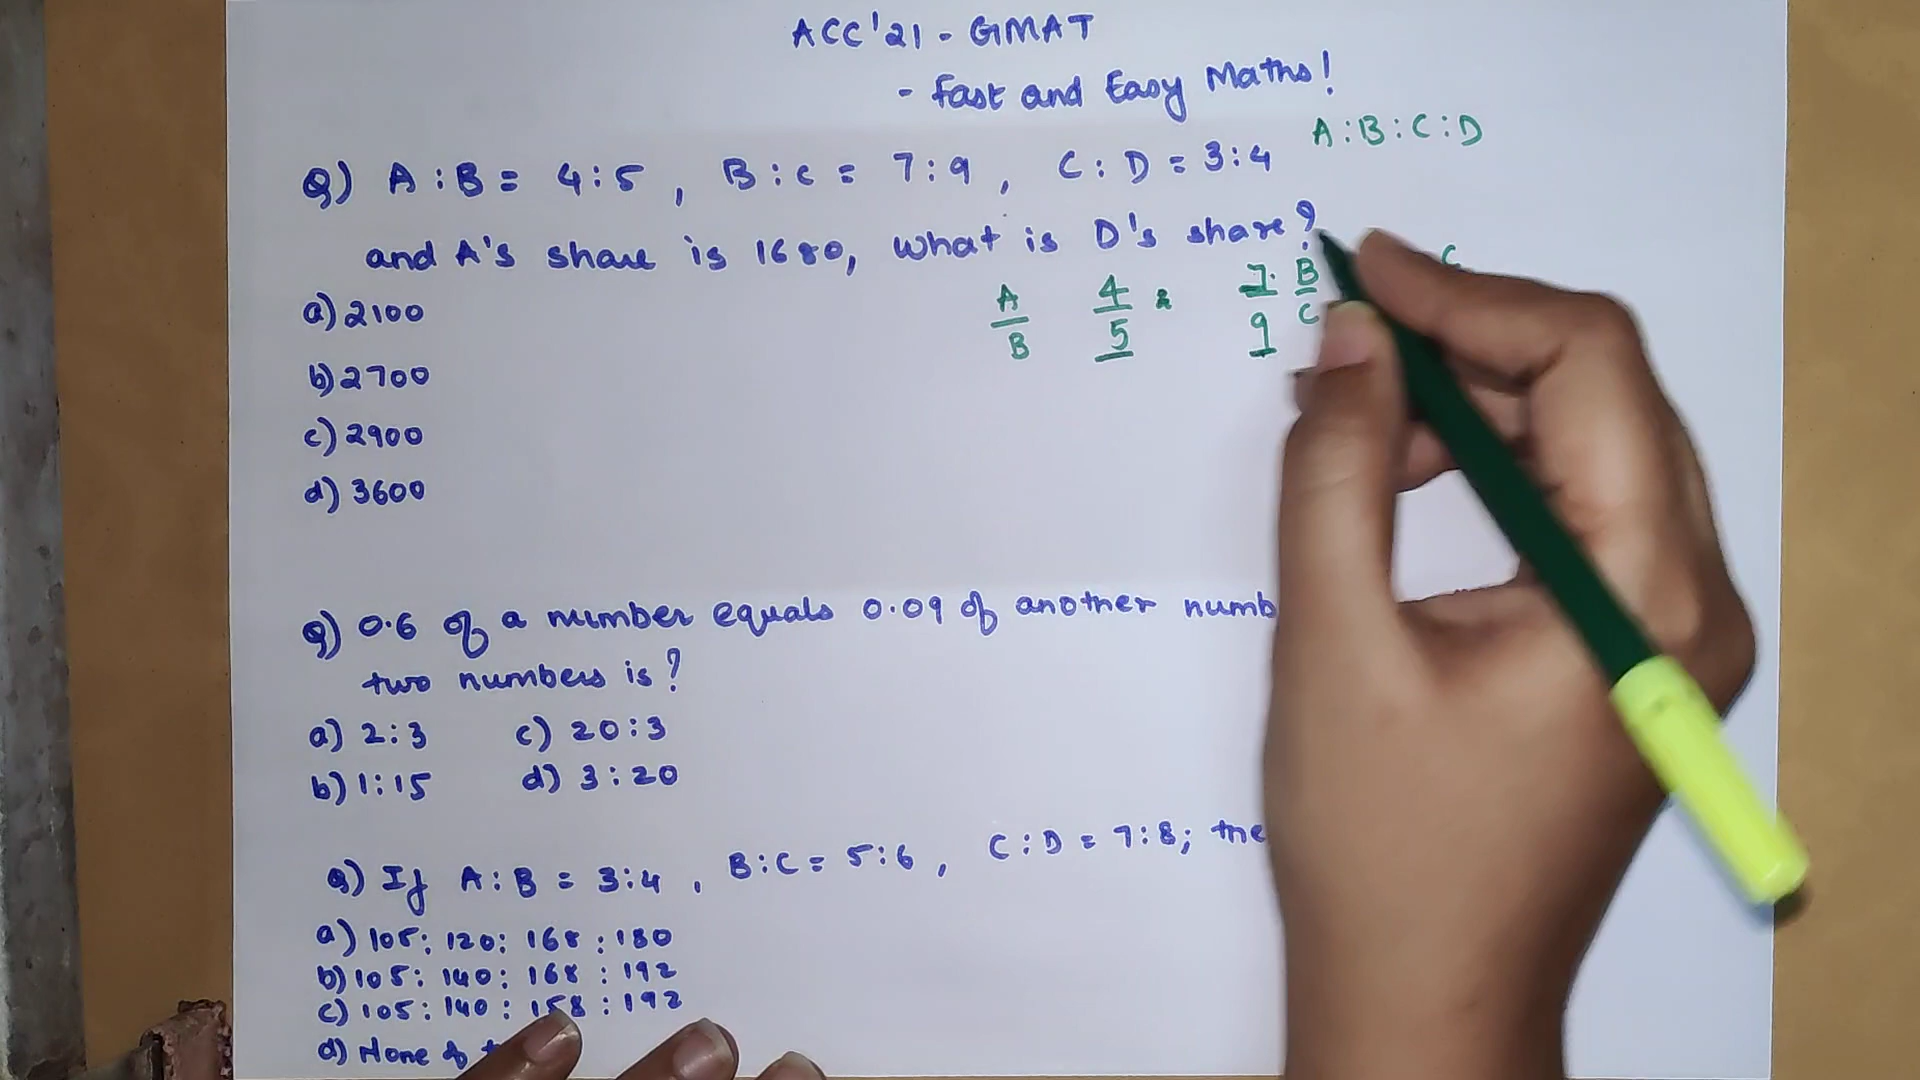 ACC'21 - GMAT
- Fast and Easy Maths!
A:B:C:D
Q) A:B = 4:5, B:C = 7:9, C:D = 3:4
and A's share is 1680, what is D's share?
A/B 4/5 7/9 B/C C
a) 2100
b) 2700
c) 2900
d) 3600
Q) 0.6 of a number equals 0.09 of another numb
two numbers is?
a) 2:3 c) 20:3
b) 1:15 d) 3:20
Q) If A:B = 3:4, B:C = 5:6, C:D = 7:8; the
a) 105:120:168:180
b) 105:140:168:192
c) 105:140:158:192
d) None of